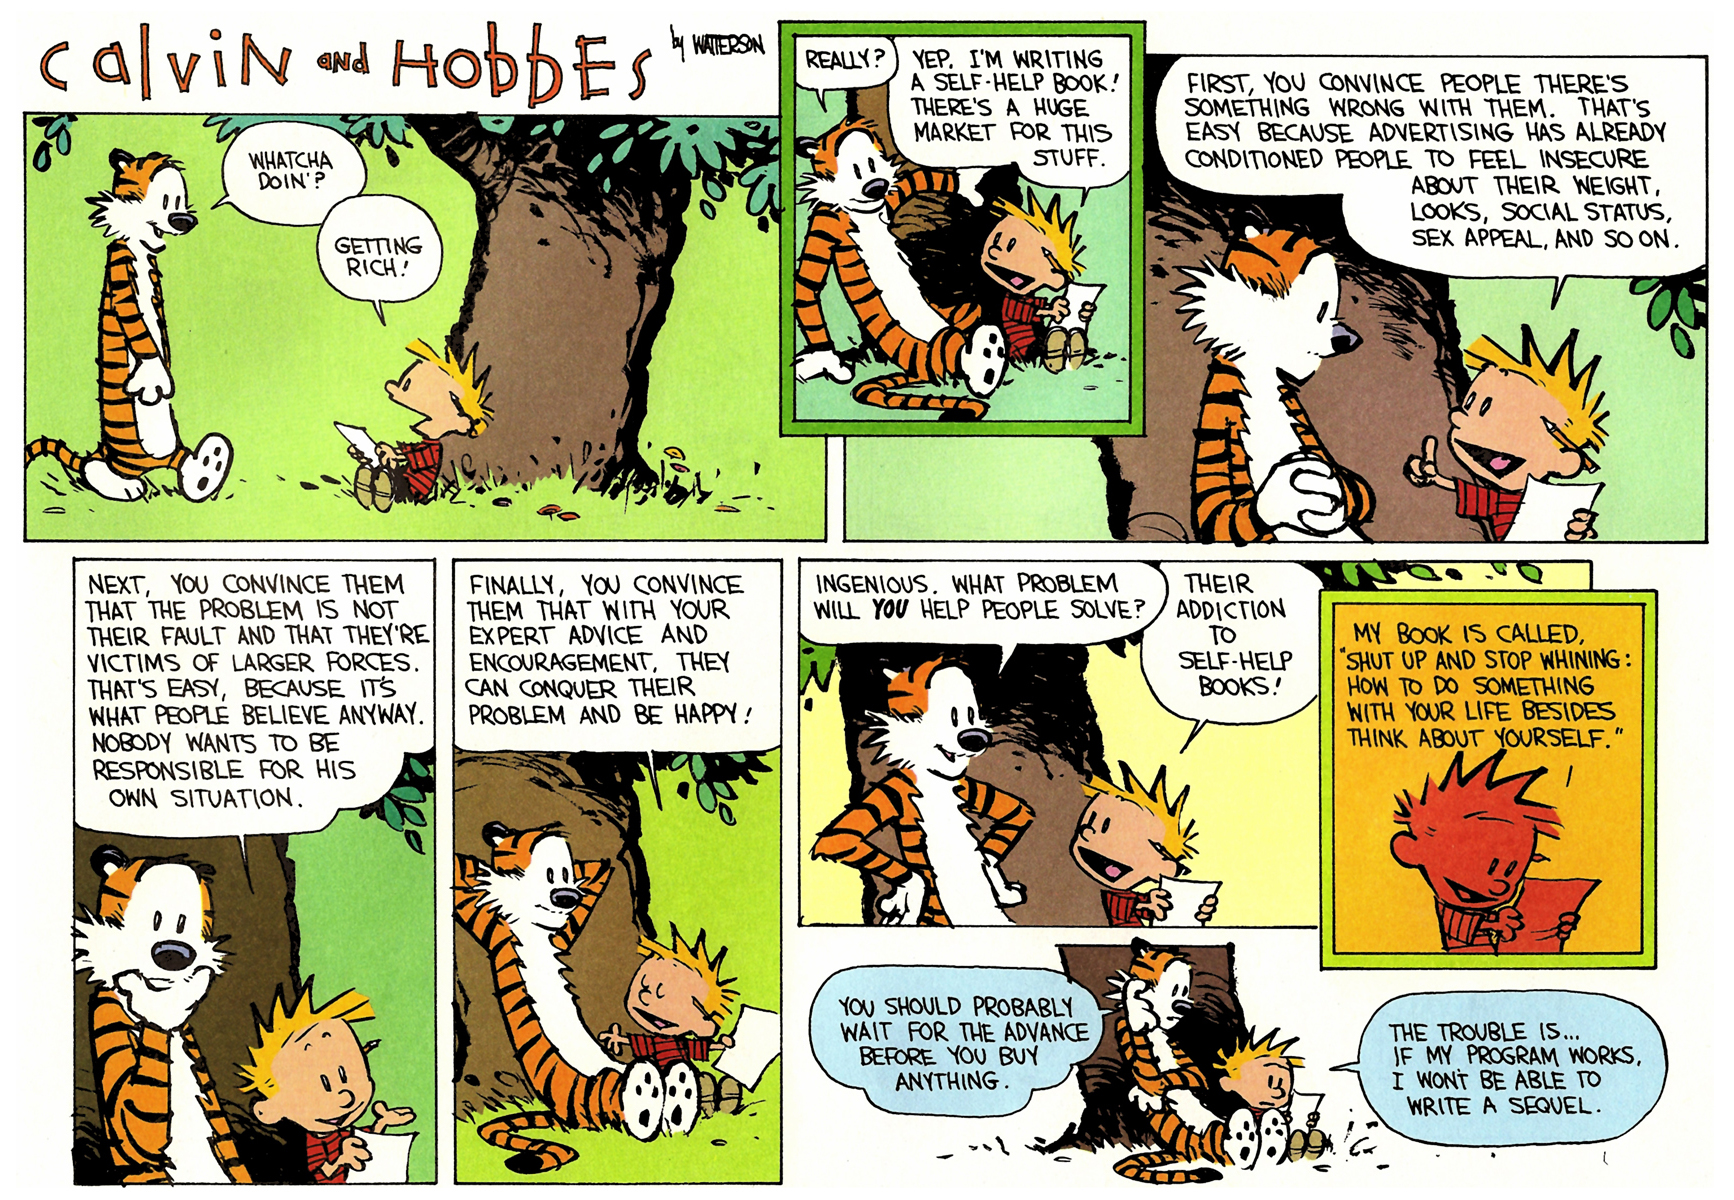 CALVIN AND HOBBES
by WATTERSON
WHATCHA
DOIN'?
GETTING
RICH!
REALLY?
YEP. I'M WRITING
A SELF-HELP BOOK!
THERE'S A HUGE
MARKET FOR THIS
STUFF.
FIRST, YOU CONVINCE PEOPLE THERE'S
SOMETHING WRONG WITH THEM. THAT'S
EASY BECAUSE ADVERTISING HAS ALREADY
CONDITIONED PEOPLE TO FEEL INSECURE
ABOUT THEIR WEIGHT,
LOOKS, SOCIAL STATUS,
SEX APPEAL, AND SO ON.
NEXT, YOU CONVINCE THEM
THAT THE PROBLEM IS NOT
THEIR FAULT AND THAT THEY'RE
VICTIMS OF LARGER FORCES.
THAT'S EASY, BECAUSE IT'S
WHAT PEOPLE BELIEVE ANYWAY.
NOBODY WANTS TO BE
RESPONSIBLE FOR HIS
OWN SITUATION.
FINALLY, YOU CONVINCE
THEM THAT WITH YOUR
EXPERT ADVICE AND
ENCOURAGEMENT, THEY
CAN CONQUER THEIR
PROBLEM AND BE HAPPY!
INGENIOUS. WHAT PROBLEM
WILL YOU HELP PEOPLE SOLVE?
THEIR
ADDICTION
TO
SELF-HELP
BOOKS!
MY BOOK IS CALLED,
"SHUT UP AND STOP WHINING:
HOW TO DO SOMETHING
WITH YOUR LIFE BESIDES
THINK ABOUT YOURSELF."
YOU SHOULD PROBABLY
WAIT FOR THE ADVANCE
BEFORE YOU BUY
ANYTHING.
THE TROUBLE IS...
IF MY PROGRAM WORKS,
I WON'T BE ABLE TO
WRITE A SEQUEL.